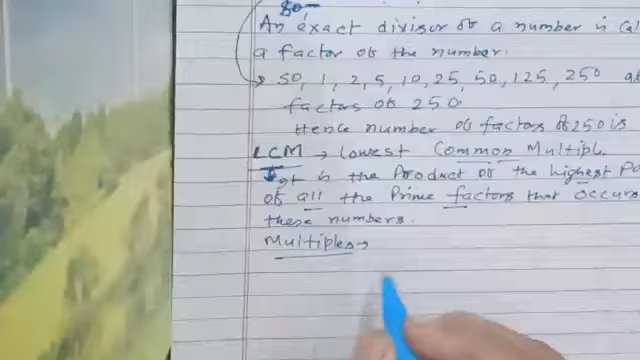 So—
An exact divisor of a number is
a factor of the number.
→ SO, 1, 2, 5, 10, 25, 50, 125, 250
factors of 250
Hence number of factors of 250 is
LCM → Lowest Common Multiple
It is the Product of the highest
of all the Prime factors that occurs
these numbers.
Multiples→